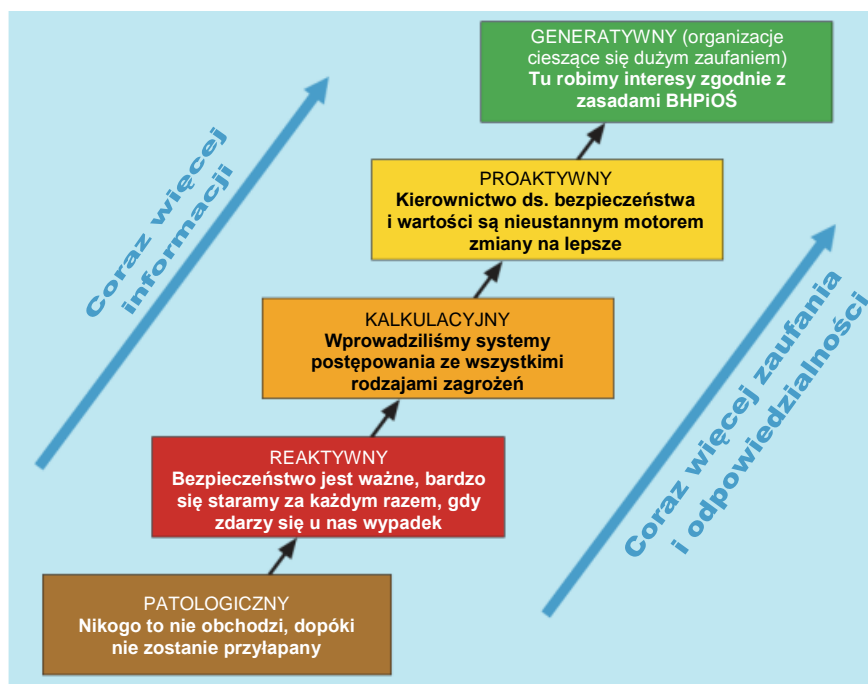 GENERATYWNY (organizacje
cieszące się dużym zaufaniem)
Tu robimy interesy zgodnie z
zasadami BHPiOŚ
Coraz więcej
informacji
PROAKTYWNY
Kierownictwo ds. bezpieczeństwa
i wartości są nieustannym motorem
zmiany na lepsze
KALKULACYJNY
Wprowadziliśmy systemy
postępowania ze wszystkimi
rodzajami zagrożeń
Coraz więcej zaufania
i odpowiedzialności
REAKTYWNY
Bezpieczeństwo jest ważne, bardzo
się staramy za każdym razem, gdy
zdarzy się u nas wypadek
PATOLOGICZNY
Nikogo to nie obchodzi, dopóki
nie zostanie przyłapany